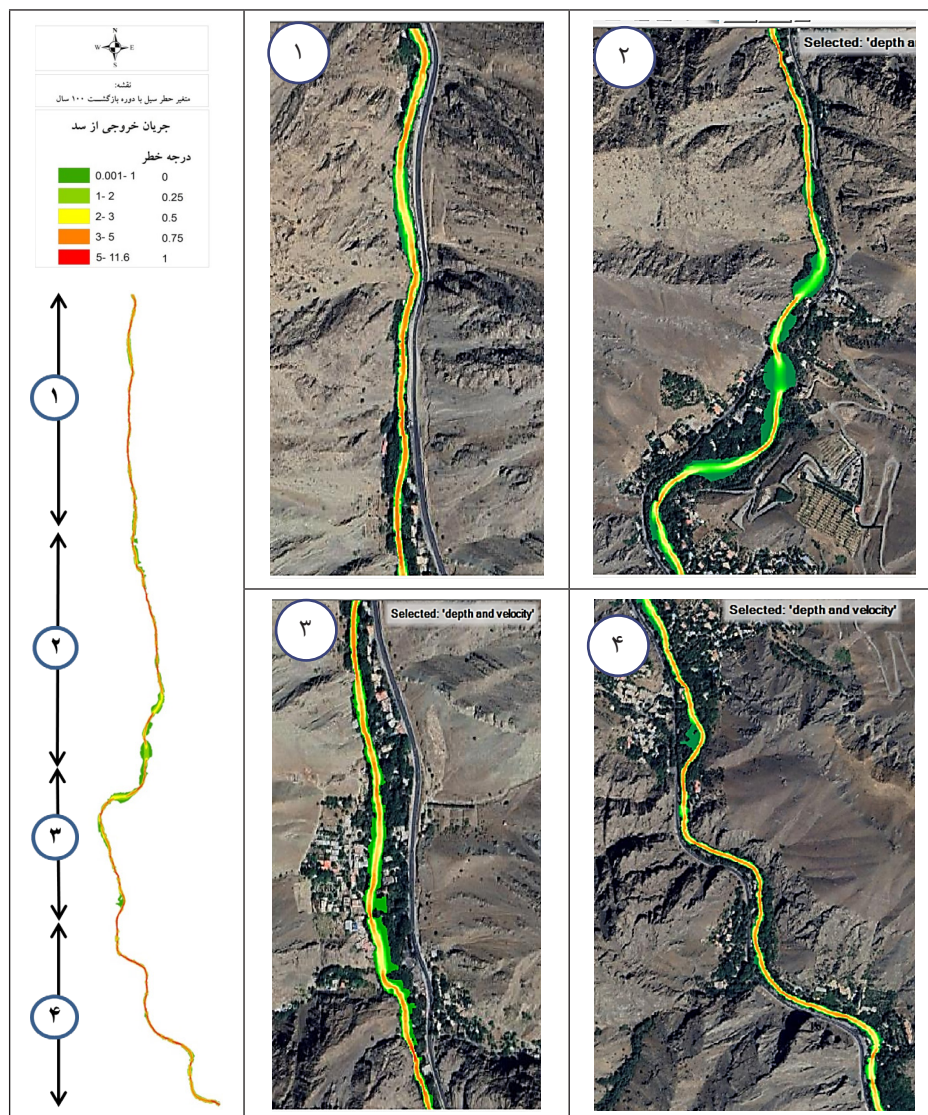 N
W E
S
نقشه:
متغیر خطر سیل با دوره بازگشت ۱۰۰ سال
جریان خروجی از سد
درجه خطر
0.001- 1 0
1- 2 0.25
2- 3 0.5
3- 5 0.75
5- 11.6 1
۱
۲
۳
۴
۱
۲
Selected: 'depth a
۳
Selected: 'depth and velocity'
۴
Selected: 'depth and velocity'